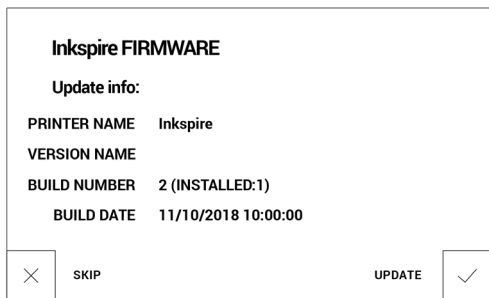 Inkspire FIRMWARE
Update info:
PRINTER NAME Inkspire
VERSION NAME
BUILD NUMBER 2 (INSTALLED:1)
BUILD DATE 11/10/2018 10:00:00
SKIP UPDATE